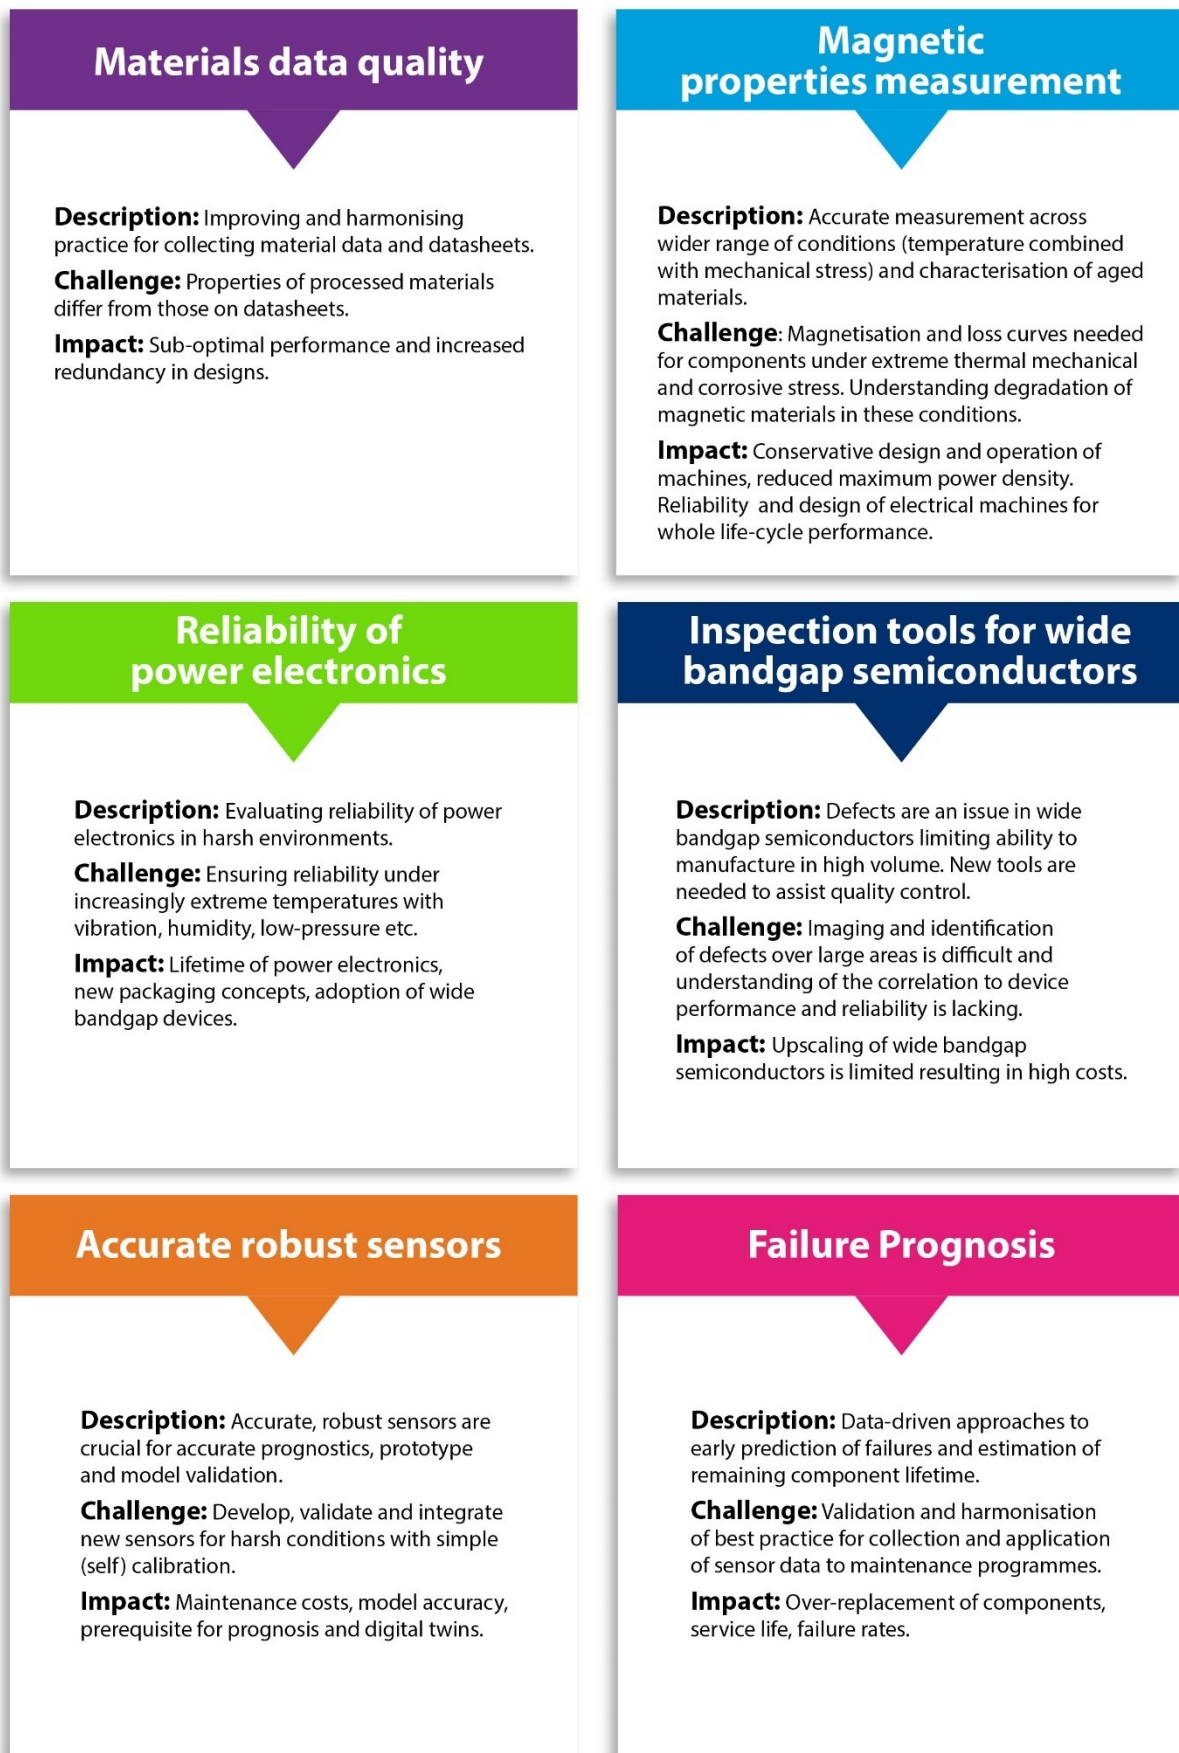 Materials data quality
Description: Improving and harmonising
practice for collecting material data and datasheets.
Challenge: Properties of processed materials
differ from those on datasheets.
Impact: Sub-optimal performance and increased
redundancy in designs.
Magnetic
properties measurement
Description: Accurate measurement across
wider range of conditions (temperature combined
with mechanical stress) and characterisation of aged
materials.
Challenge: Magnetisation and loss curves needed
for components under extreme thermal mechanical
and corrosive stress. Understanding degradation of
magnetic materials in these conditions.
Impact: Conservative design and operation of
machines, reduced maximum power density.
Reliability and design of electrical machines for
whole life-cycle performance.
Reliability of
power electronics
Description: Evaluating reliability of power
electronics in harsh environments.
Challenge: Ensuring reliability under
increasingly extreme temperatures with
vibration, humidity, low-pressure etc.
Impact: Lifetime of power electronics,
new packaging concepts, adoption of wide
bandgap devices.
Inspection tools for wide
bandgap semiconductors
Description: Defects are an issue in wide
bandgap semiconductors limiting ability to
manufacture in high volume. New tools are
needed to assist quality control.
Challenge: Imaging and identification
of defects over large areas is difficult and
understanding of the correlation to device
performance and reliability is lacking.
Impact: Upscaling of wide bandgap
semiconductors is limited resulting in high costs.
Accurate robust sensors
Description: Accurate, robust sensors are
crucial for accurate prognostics, prototype
and model validation.
Challenge: Develop, validate and integrate
new sensors for harsh conditions with simple
(self) calibration.
Impact: Maintenance costs, model accuracy,
prerequisite for prognosis and digital twins.
Failure Prognosis
Description: Data-driven approaches to
early prediction of failures and estimation of
remaining component lifetime.
Challenge: Validation and harmonisation
of best practice for collection and application
of sensor data to maintenance programmes.
Impact: Over-replacement of components,
service life, failure rates.